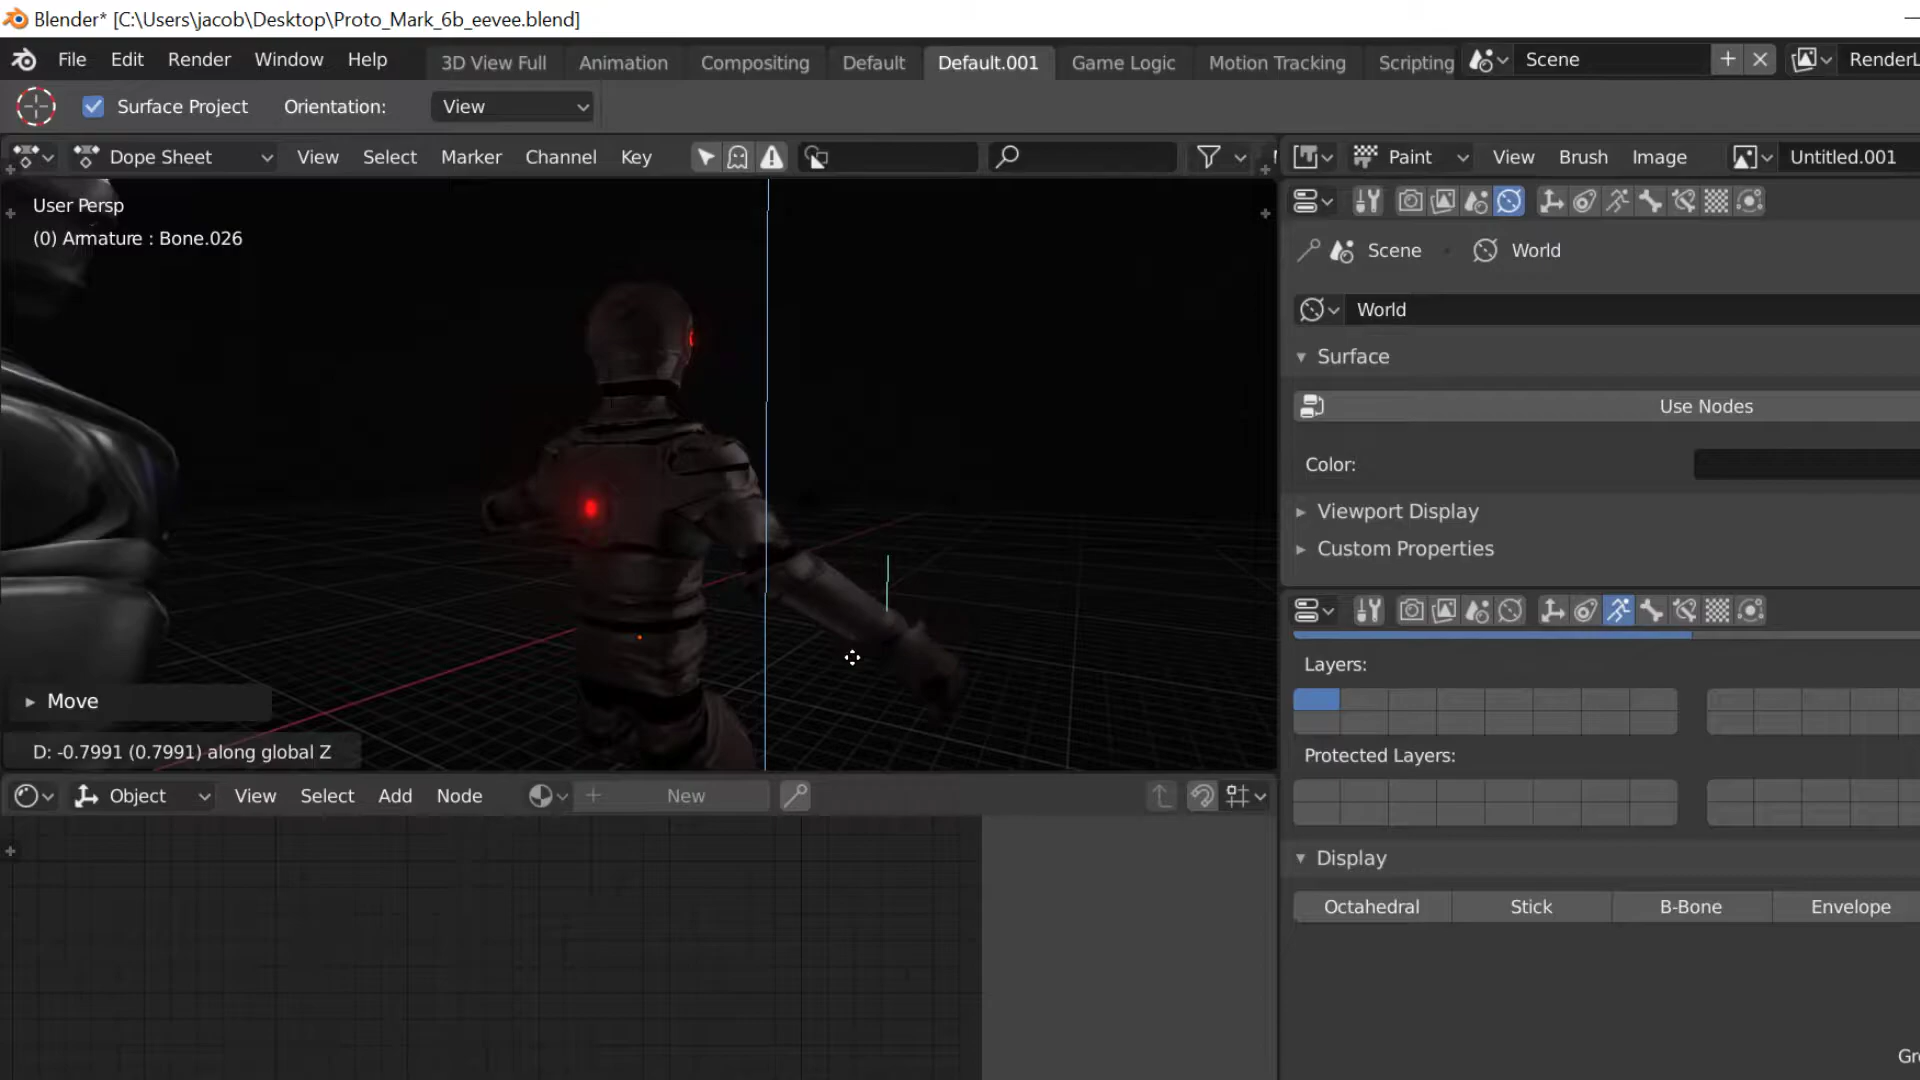 Blender* [C:\Users\jacob\Desktop\Proto_Mark_6b_eevee.blend]
File Edit Render Window Help 3D View Full Animation Compositing Default Default.001 Game Logic Motion Tracking Scripting Scene
Surface Project Orientation: View
Dope Sheet View Select Marker Channel Key Paint View Brush Image Untitled.001
User Persp
(0) Armature : Bone.026
Scene World
World
Surface
Use Nodes
Color:
Viewport Display
Custom Properties
Layers:
Move
D: -0.7991 (0.7991) along global Z
Protected Layers:
Object View Select Add Node New
Display
Octahedral Stick B-Bone Envelope